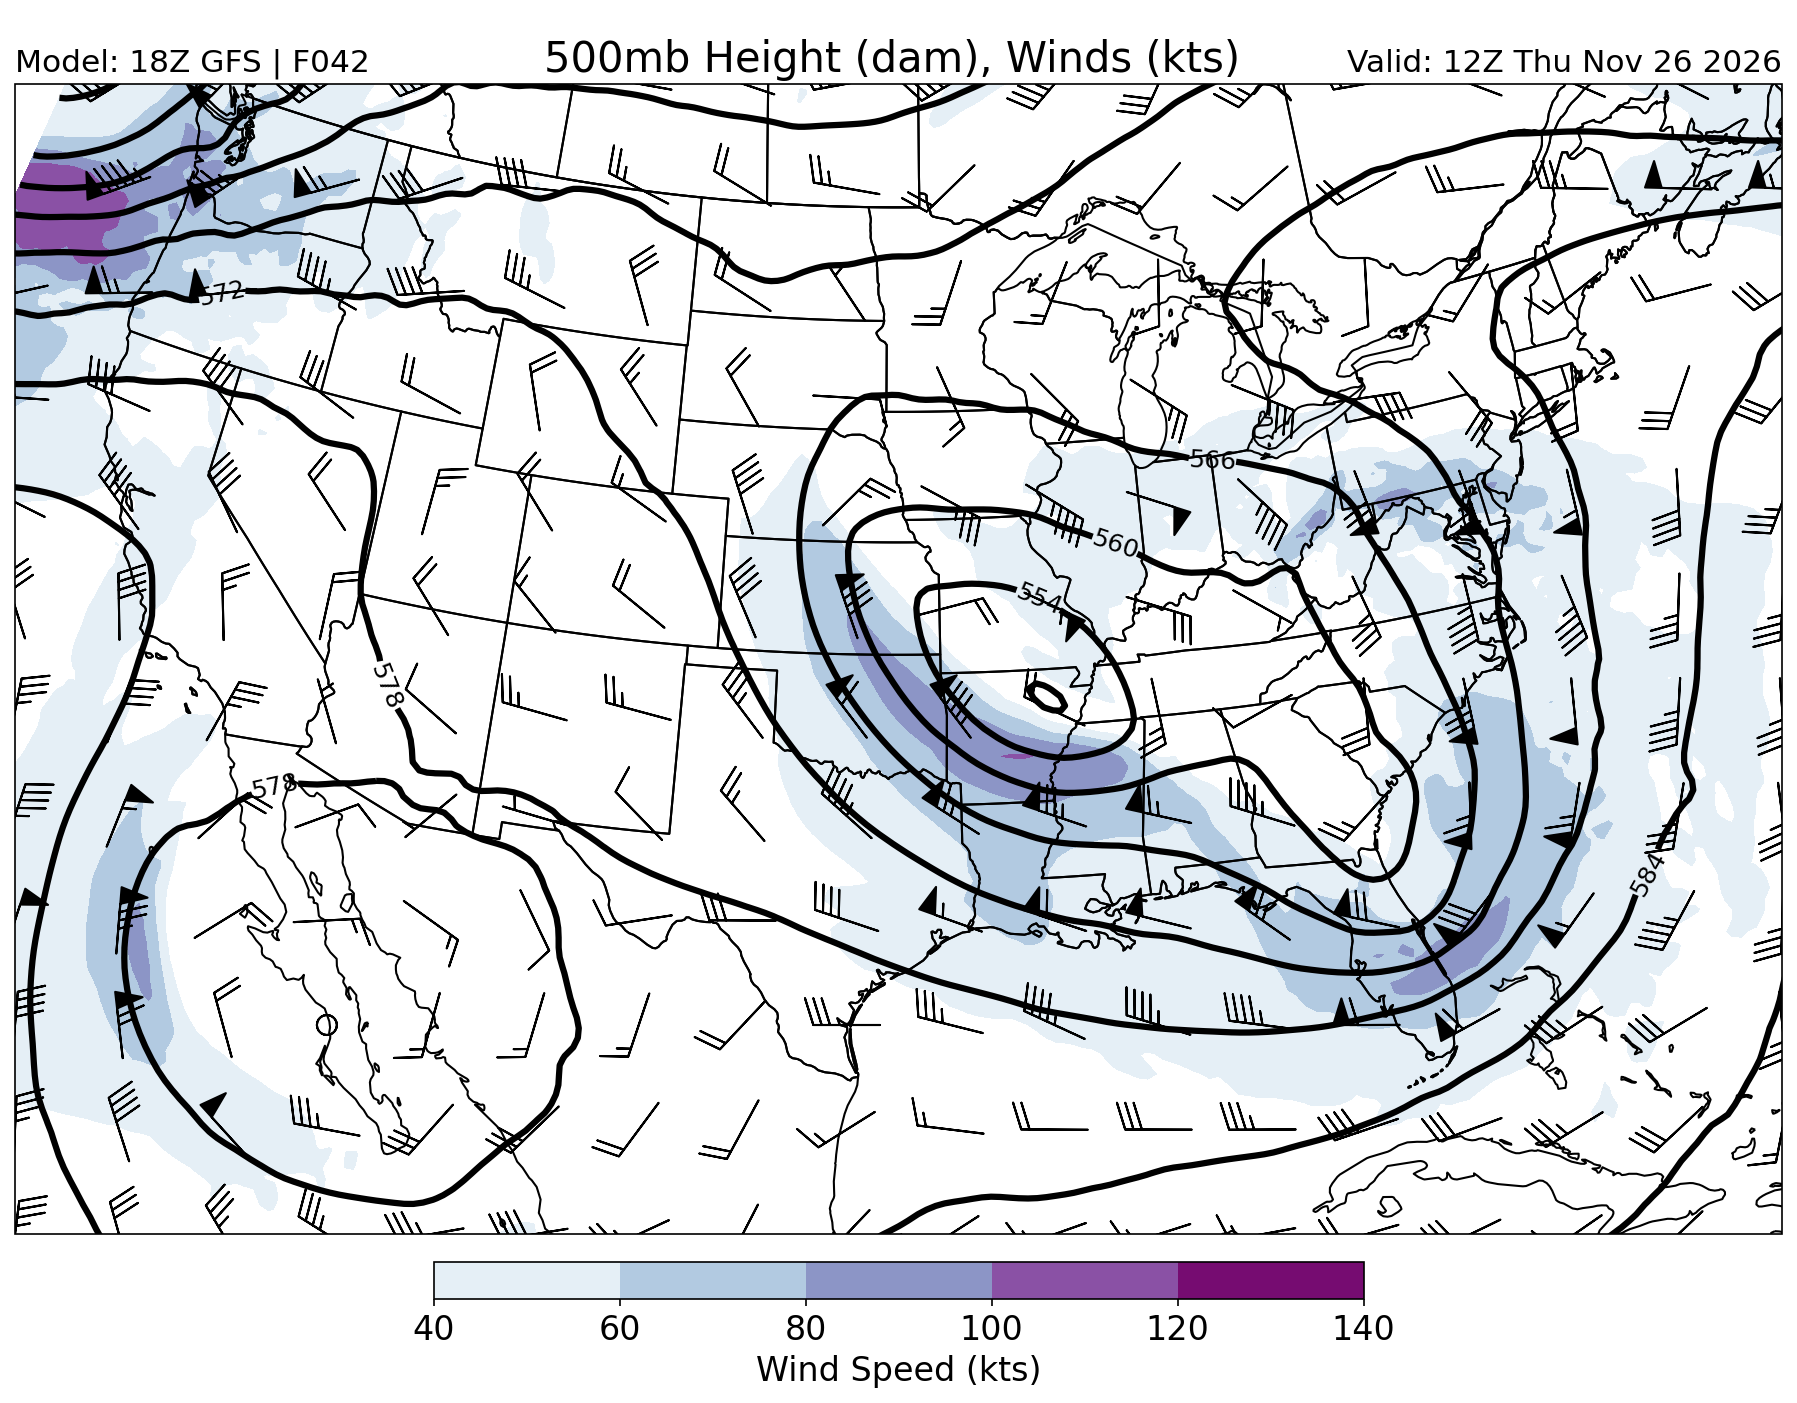 Model: 18Z GFS | F042
500mb Height (dam), Winds (kts)
Valid: 12Z Thu Nov 26 2026
572
566
560
554
578
578
584
40 60 80 100 120 140
Wind Speed (kts)